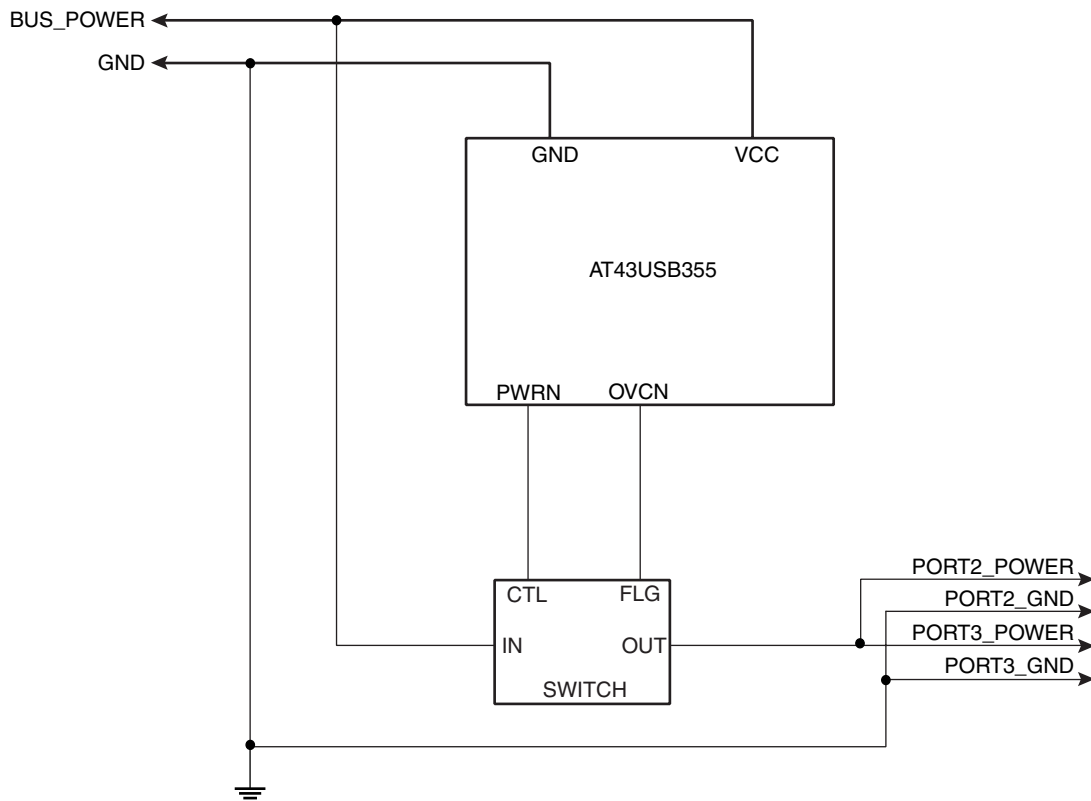 BUS_POWER
GND
GND
VCC
AT43USB355
PWRN
OVCN
PORT2_POWER
CTL
FLG
PORT2_GND
PORT3_POWER
IN
OUT
PORT3_GND
SWITCH